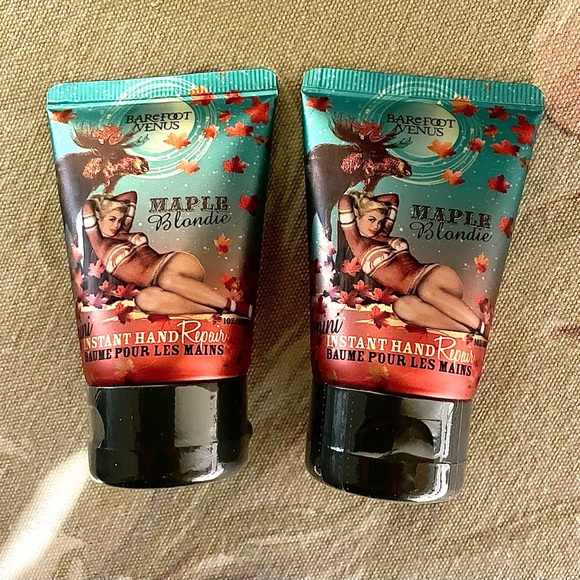 BAREFOOT
VENUS
MAPLE
Blondie
mini
INSTANT HAND Repair
BAUME POUR LES MAINS
BAREFOOT
VENUS
MAPLE
Blondie
mini
INSTANT HAND Repair
BAUME POUR LES MAINS